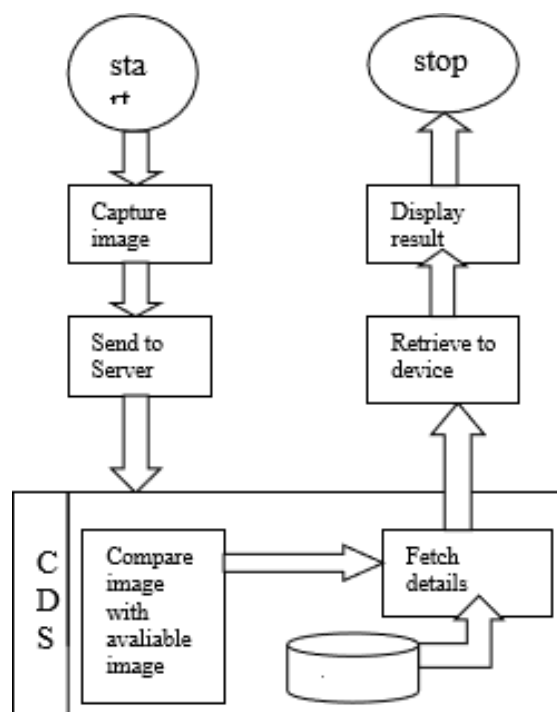 sta
rt
stop
Capture
image
Display
result
Send to
Server
Retrieve to
device
C
D
S
Compare
image
with
avaliable
image
Fetch
details